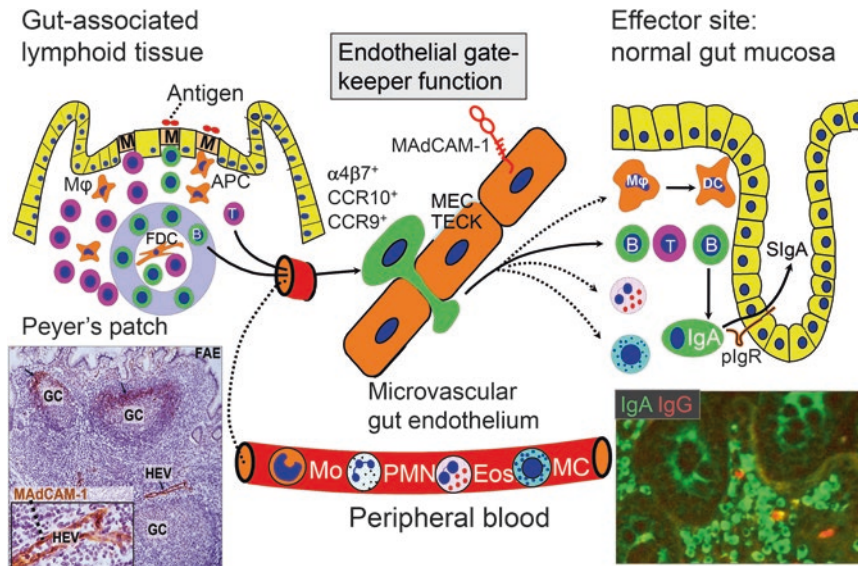 Gut-associated
lymphoid tissue
Antigen
M
M
M
Mφ
APC
T
B
FDC
Peyer's patch
FAE
GC
GC
HEV
MAdCAM-1
HEV
GC
Endothelial gate-
keeper function
MAdCAM-1
α4β7⁺
CCR10⁺
CCR9⁺
MEC
TECK
Microvascular
gut endothelium
Mo
PMN
Eos
MC
Peripheral blood
Effector site:
normal gut mucosa
Mφ
DC
B
T
B
SIgA
IgA
pIgR
IgA IgG